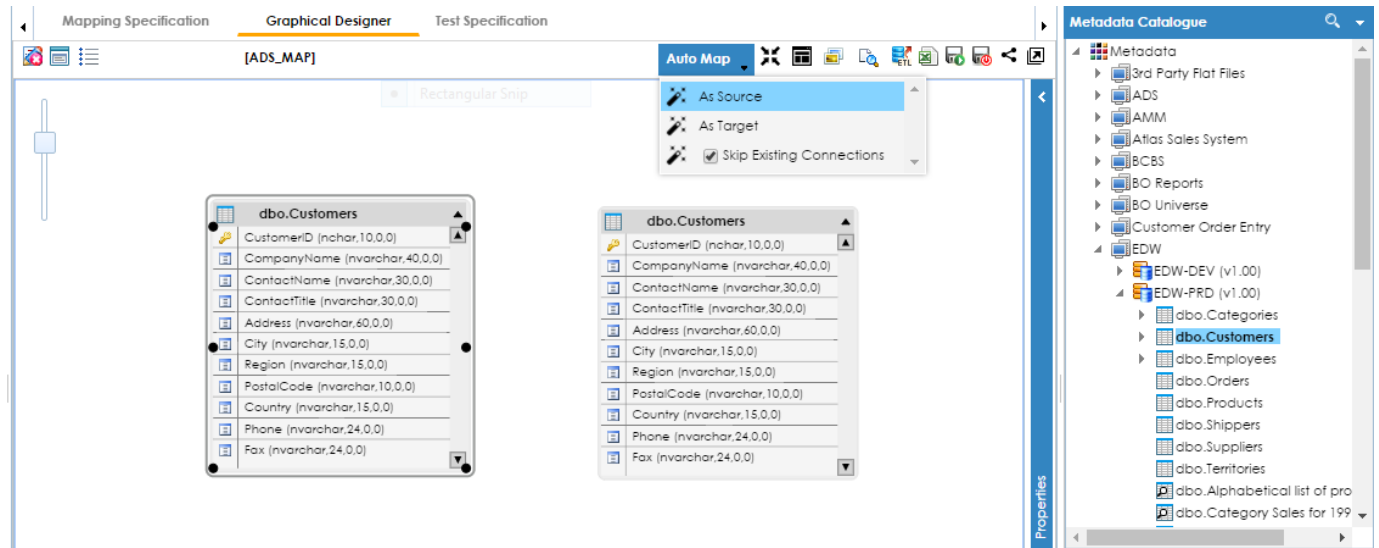 Mapping Specification
Graphical Designer
Test Specification
[ADS_MAP]
Auto Map
ETL
Rectangular Snip
As Source
As Target
Skip Existing Connections
dbo.Customers
CustomerID (nchar,10,0,0)
CompanyName (nvarchar,40,0,0)
ContactName (nvarchar,30,0,0)
ContactTitle (nvarchar,30,0,0)
Address (nvarchar,60,0,0)
City (nvarchar,15,0,0)
Region (nvarchar,15,0,0)
PostalCode (nvarchar,10,0,0)
Country (nvarchar,15,0,0)
Phone (nvarchar,24,0,0)
Fax (nvarchar,24,0,0)
dbo.Customers
CustomerID (nchar,10,0,0)
CompanyName (nvarchar,40,0,0)
ContactName (nvarchar,30,0,0)
ContactTitle (nvarchar,30,0,0)
Address (nvarchar,60,0,0)
City (nvarchar,15,0,0)
Region (nvarchar,15,0,0)
PostalCode (nvarchar,10,0,0)
Country (nvarchar,15,0,0)
Phone (nvarchar,24,0,0)
Fax (nvarchar,24,0,0)
Properties
Metadata Catalogue
Metadata
3rd Party Flat Files
ADS
AMM
Atlas Sales System
BCBS
BO Reports
BO Universe
Customer Order Entry
EDW
EDW-DEV (v1.00)
EDW-PRD (v1.00)
dbo.Categories
dbo.Customers
dbo.Employees
dbo.Orders
dbo.Products
dbo.Shippers
dbo.Suppliers
dbo.Territories
dbo.Alphabetical list of pro
dbo.Category Sales for 199